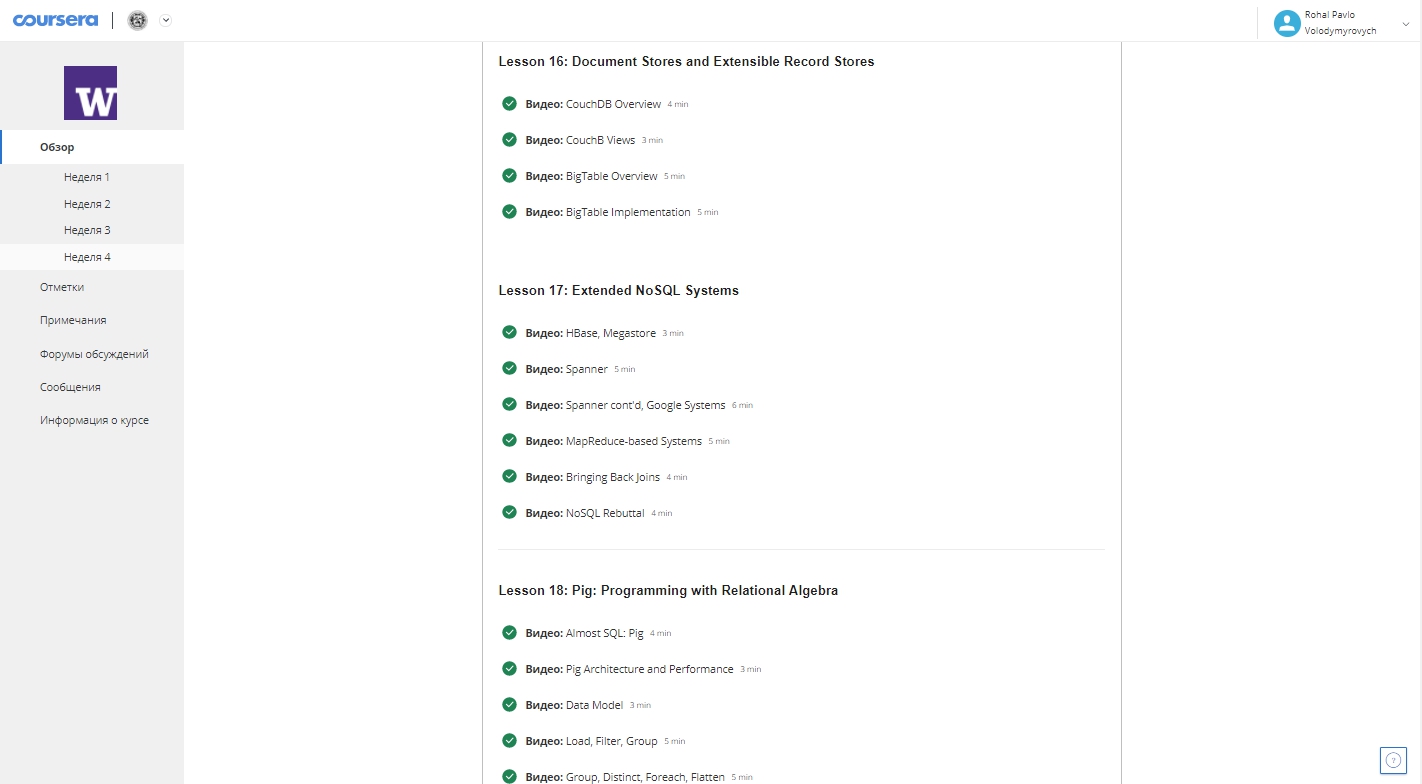 coursera
Rohal Pavlo
Volodymyrovych
W
Обзор
Неделя 1
Неделя 2
Неделя 3
Неделя 4
Отметки
Примечания
Форумы обсуждений
Сообщения
Информация о курсе
Lesson 16: Document Stores and Extensible Record Stores
Видео: CouchDB Overview 4 min
Видео: CouchB Views 3 min
Видео: BigTable Overview 5 min
Видео: BigTable Implementation 5 min
Lesson 17: Extended NoSQL Systems
Видео: HBase, Megastore 3 min
Видео: Spanner 5 min
Видео: Spanner cont'd, Google Systems 6 min
Видео: MapReduce-based Systems 5 min
Видео: Bringing Back Joins 4 min
Видео: NoSQL Rebuttal 4 min
Lesson 18: Pig: Programming with Relational Algebra
Видео: Almost SQL: Pig 4 min
Видео: Pig Architecture and Performance 3 min
Видео: Data Model 3 min
Видео: Load, Filter, Group 5 min
Видео: Group, Distinct, Foreach, Flatten 5 min
?